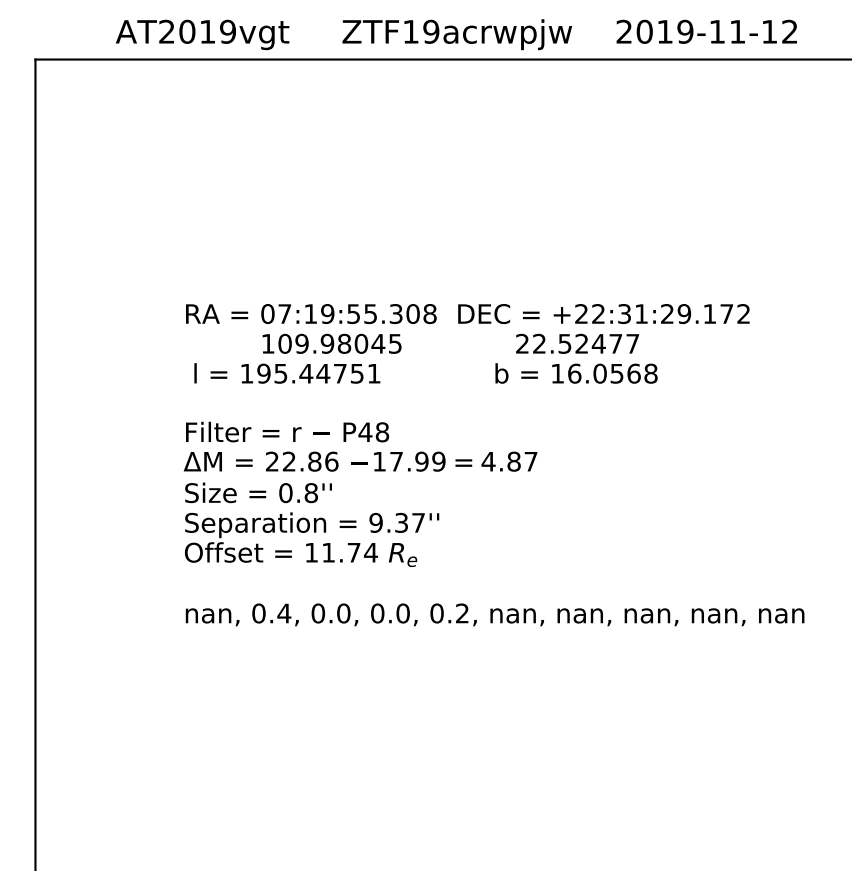 AT2019vgt ZTF19acrwpjw 2019-11-12
RA = 07:19:55.308 DEC = +22:31:29.172
109.98045 22.52477
l = 195.44751 b = 16.0568
Filter = r − P48
ΔM = 22.86 −17.99 = 4.87
Size = 0.8''
Separation = 9.37''
Offset = 11.74 Re
nan, 0.4, 0.0, 0.0, 0.2, nan, nan, nan, nan, nan